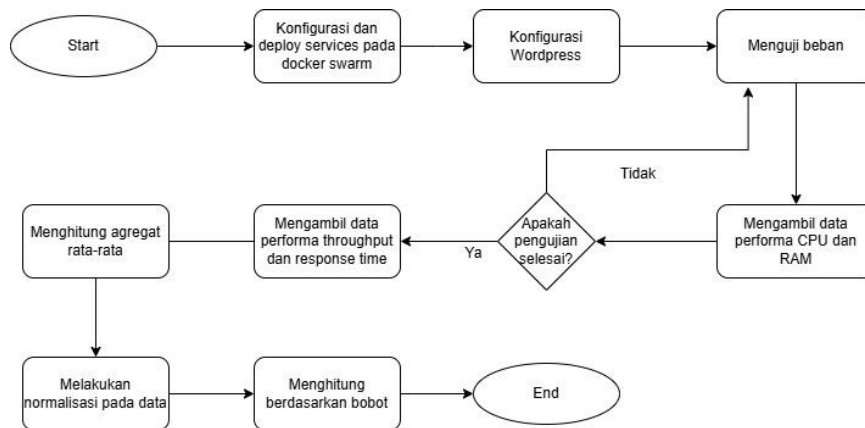 Start
Konfigurasi dan
deploy services pada
docker swarm
Konfigurasi
Wordpress
Menguji beban
Tidak
Mengambil data
performa CPU dan
RAM
Apakah
pengujian
selesai?
Ya
Mengambil data
performa throughput
dan response time
Menghitung agregat
rata-rata
Melakukan
normalisasi pada data
Menghitung
berdasarkan bobot
End